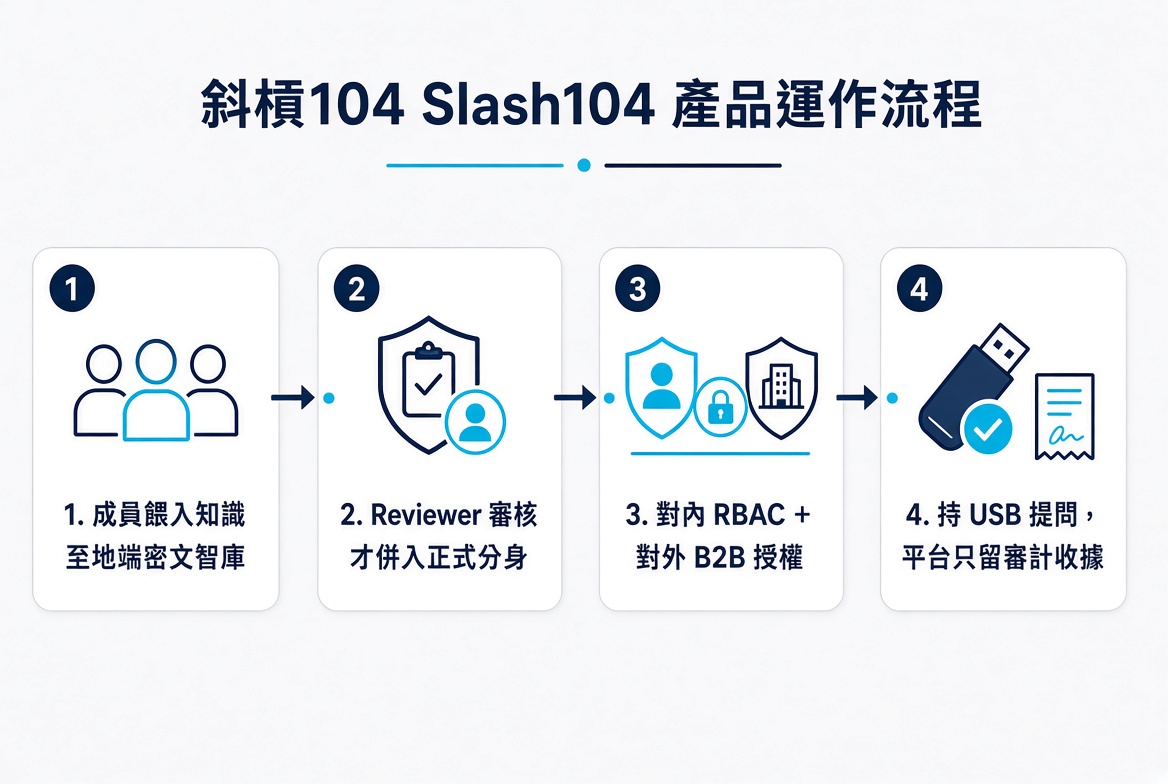 斜槓104 Slash104 產品運作流程
1
2
3
4
1. 成員餵入知識
至地端密文智庫
2. Reviewer 審核
才併入正式分身
3. 對內 RBAC +
對外 B2B 授權
4. 持 USB 提問，
平台只留審計收據